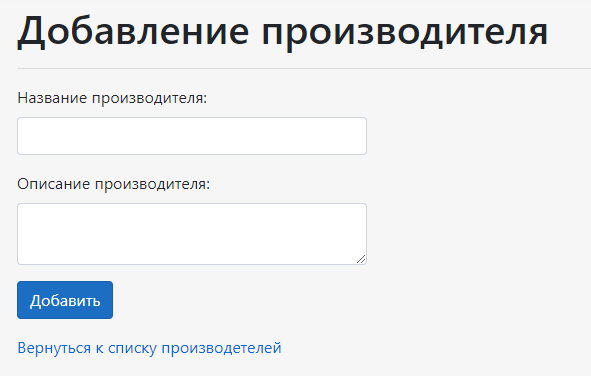 Добавление производителя
Название производителя:
Описание производителя:
Добавить
Вернуться к списку производетелей